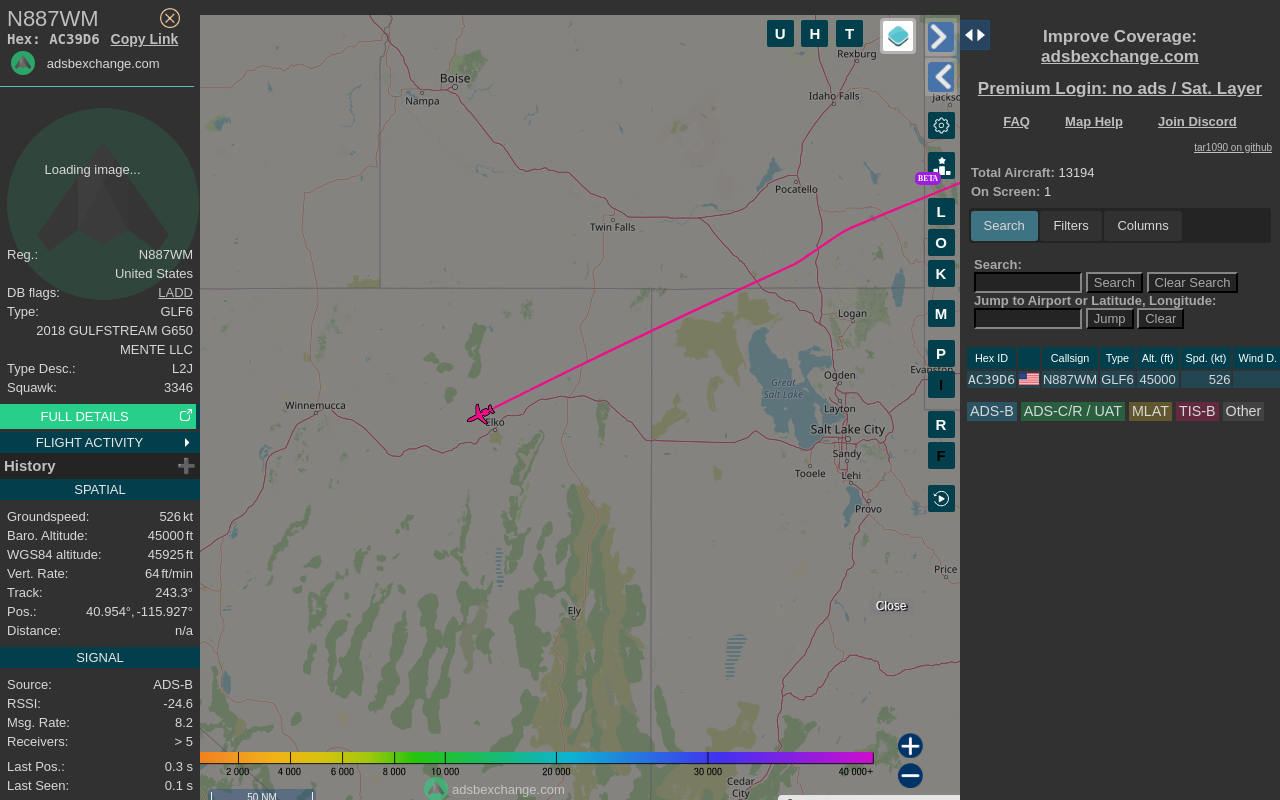 N887WM
Hex: AC39D6 Copy Link
adsbexchange.com
Loading image...
Reg.: N887WM
United States
DB flags: LADD
Type: GLF6
2018 GULFSTREAM G650
MENTE LLC
Type Desc.: L2J
Squawk: 3346
FULL DETAILS
FLIGHT ACTIVITY
History
SPATIAL
Groundspeed: 526 kt
Baro. Altitude: 45000 ft
WGS84 altitude: 45925 ft
Vert. Rate: 64 ft/min
Track: 243.3°
Pos.: 40.954°, -115.927°
Distance: n/a
SIGNAL
Source: ADS-B
RSSI: -24.6
Msg. Rate: 8.2
Receivers: > 5
Last Pos.: 0.3 s
Last Seen: 0.1 s
U H T
Rexburg
Boise
Nampa
Idaho Falls
Pocatello
Twin Falls
BETA
L
O
K
M
P
I
R
F
Logan
Ogden
Evanston
Great
Salt Lake
Layton
Winnemucca
Elko
Salt Lake City
Sandy
Tooele
Lehi
Provo
Price
Ely
Close
2 000 4 000 6 000 8 000 10 000 20 000 30 000 40 000+
Cedar
City
adsbexchange.com
50 NM
Improve Coverage:
adsbexchange.com
Premium Login: no ads / Sat. Layer
FAQ Map Help Join Discord
tar1090 on github
Total Aircraft: 13194
On Screen: 1
Search Filters Columns
Search:
Search Clear Search
Jump to Airport or Latitude, Longitude:
Jump Clear
Hex ID Callsign Type Alt. (ft) Spd. (kt) Wind D.
AC39D6 N887WM GLF6 45000 526
ADS-B ADS-C/R / UAT MLAT TIS-B Other